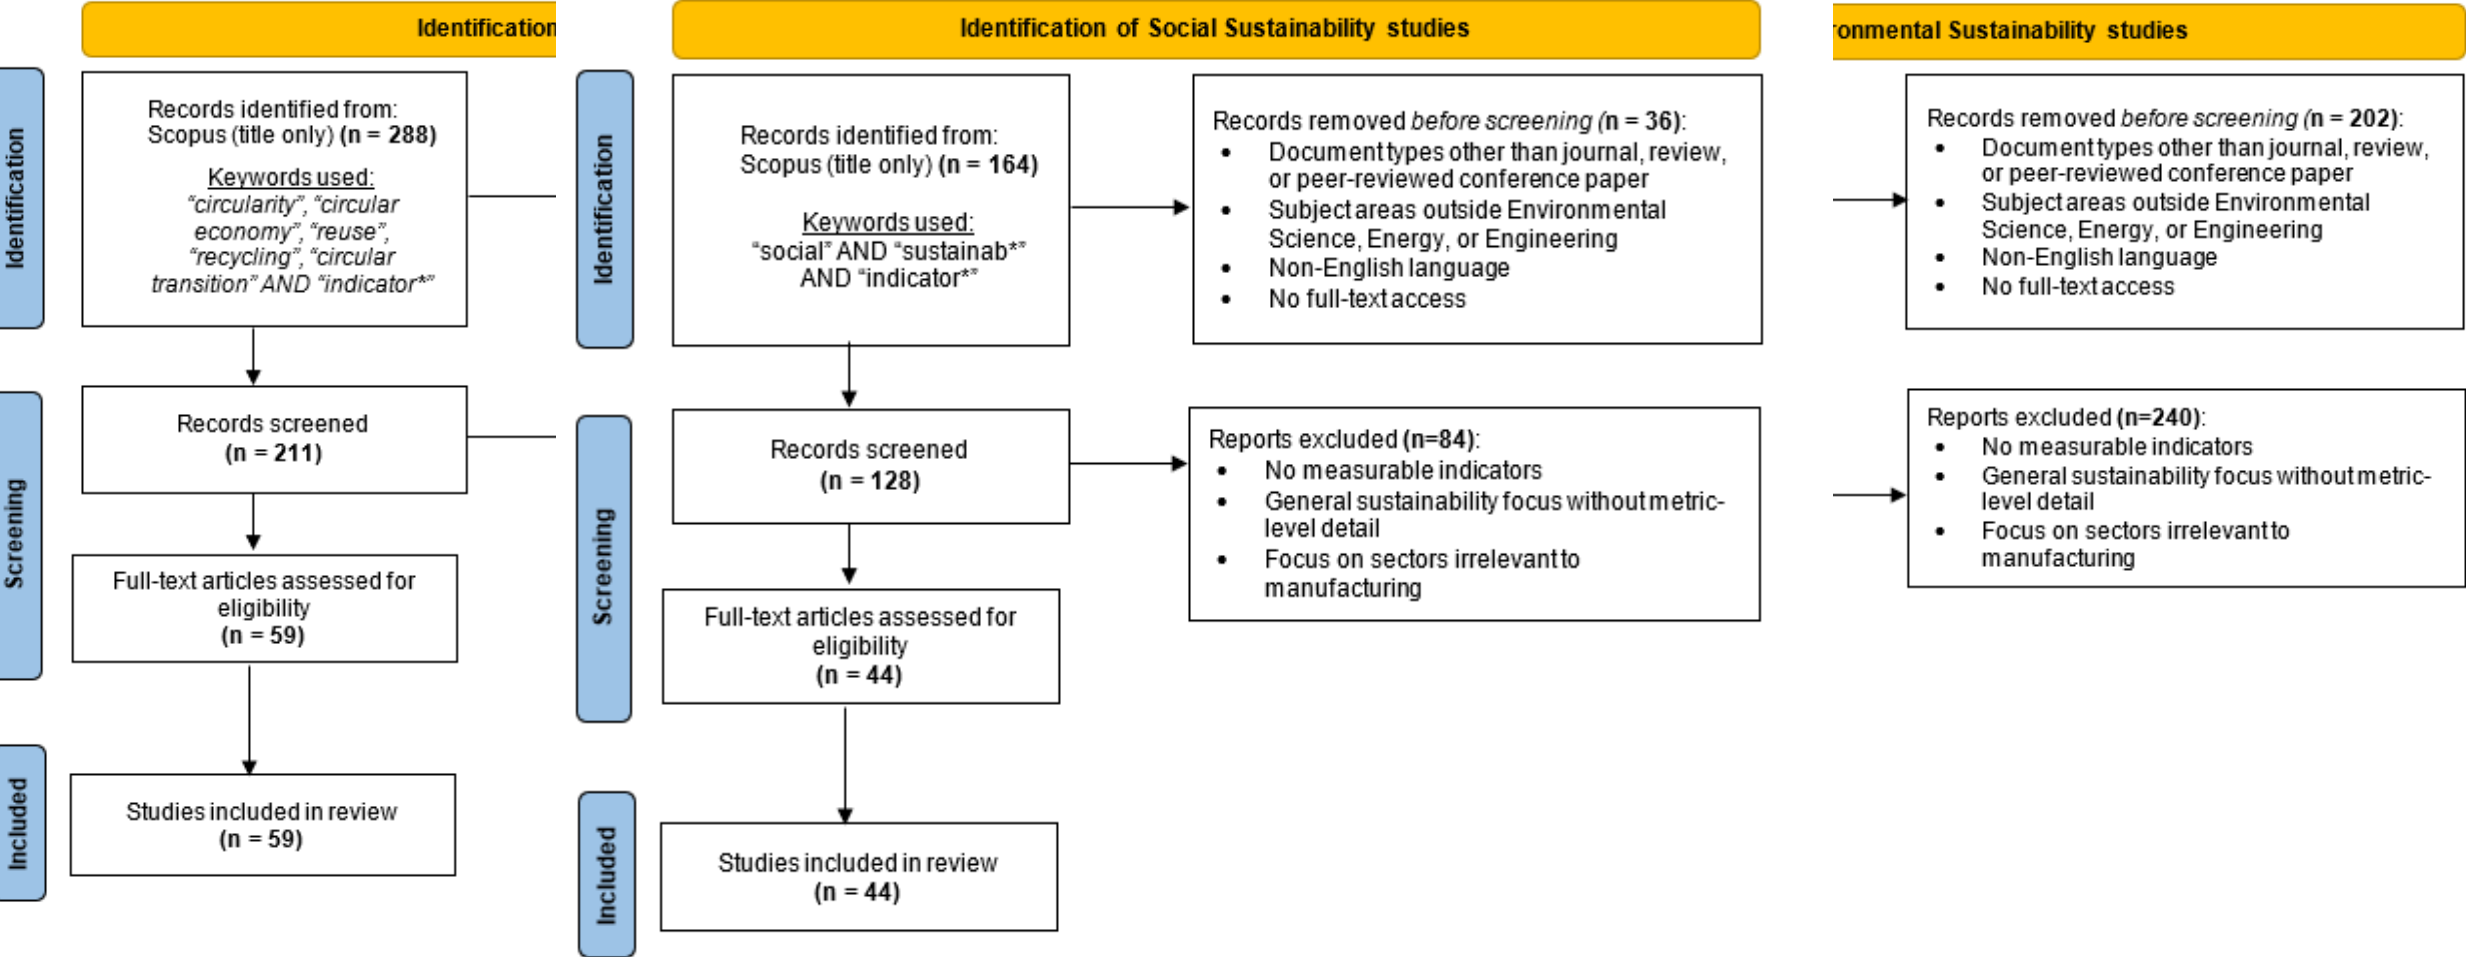 Identification
Identification
Records identified from:
Scopus (title only) (n = 288)
Keywords used:
“circularity”, “circular
economy”, “reuse”,
“recycling”, “circular
transition” AND “indicator*”
Screening
Records screened
(n = 211)
Full-text articles assessed for
eligibility
(n = 59)
Included
Studies included in review
(n = 59)
Identification of Social Sustainability studies
Identification
Records identified from:
Scopus (title only) (n = 164)
Keywords used:
“social” AND “sustainab*”
AND “indicator*”
Records removed before screening (n = 36):
• Document types other than journal, review,
or peer-reviewed conference paper
• Subject areas outside Environmental
Science, Energy, or Engineering
• Non-English language
• No full-text access
Screening
Records screened
(n = 128)
Reports excluded (n=84):
• No measurable indicators
• General sustainability focus without metric-
level detail
• Focus on sectors irrelevant to
manufacturing
Full-text articles assessed for
eligibility
(n = 44)
Included
Studies included in review
(n = 44)
ronmental Sustainability studies
Records removed before screening (n = 202):
• Document types other than journal, review,
or peer-reviewed conference paper
• Subject areas outside Environmental
Science, Energy, or Engineering
• Non-English language
• No full-text access
Reports excluded (n=240):
• No measurable indicators
• General sustainability focus without metric-
level detail
• Focus on sectors irrelevant to
manufacturing